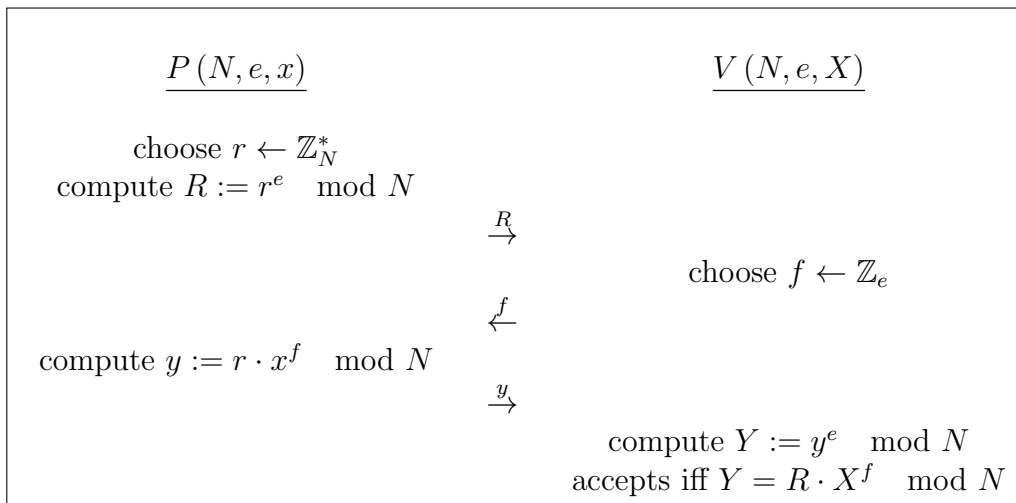 P (N, e, x) V (N, e, X)
choose r ← ℤ*_N
compute R := r^e mod N
R
→
choose f ← ℤ_e
f
←
compute y := r · x^f mod N
y
→
compute Y := y^e mod N
accepts iff Y = R · X^f mod N